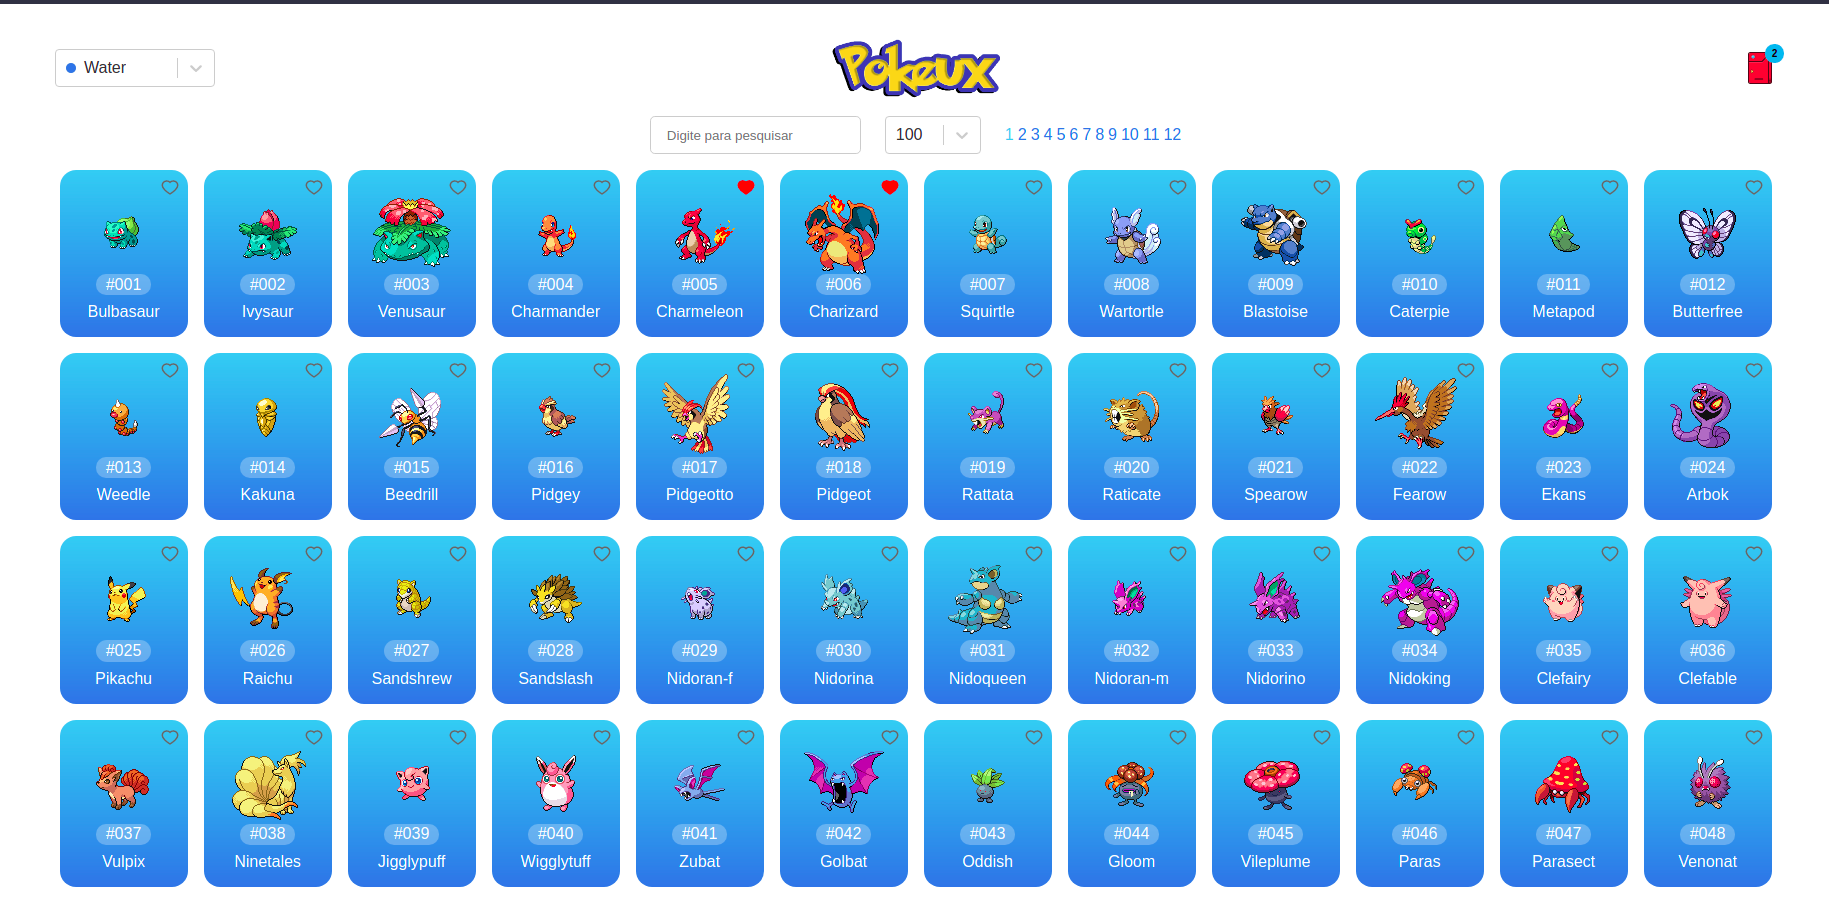 Water
Pokeux
2
Digite para pesquisar
100
1 2 3 4 5 6 7 8 9 10 11 12
#001 #002 #003 #004 #005 #006 #007 #008 #009 #010 #011 #012
Bulbasaur Ivysaur Venusaur Charmander Charmeleon Charizard Squirtle Wartortle Blastoise Caterpie Metapod Butterfree
#013 #014 #015 #016 #017 #018 #019 #020 #021 #022 #023 #024
Weedle Kakuna Beedrill Pidgey Pidgeotto Pidgeot Rattata Raticate Spearow Fearow Ekans Arbok
#025 #026 #027 #028 #029 #030 #031 #032 #033 #034 #035 #036
Pikachu Raichu Sandshrew Sandslash Nidoran-f Nidorina Nidoqueen Nidoran-m Nidorino Nidoking Clefairy Clefable
#037 #038 #039 #040 #041 #042 #043 #044 #045 #046 #047 #048
Vulpix Ninetales Jigglypuff Wigglytuff Zubat Golbat Oddish Gloom Vileplume Paras Parasect Venonat